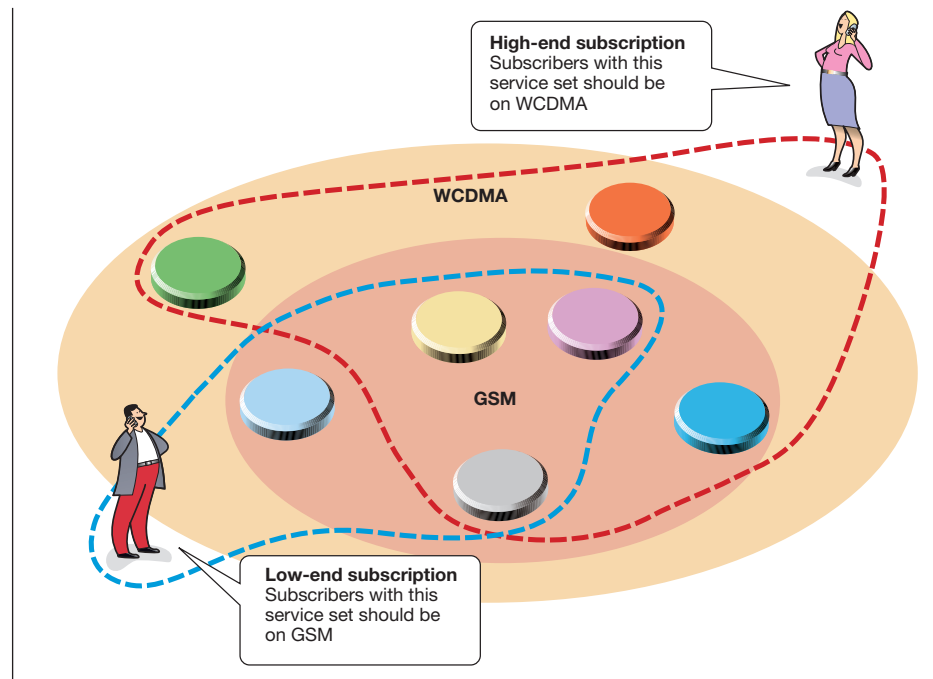 High-end subscription
Subscribers with this
service set should be
on WCDMA
WCDMA
GSM
Low-end subscription
Subscribers with this
service set should be
on GSM